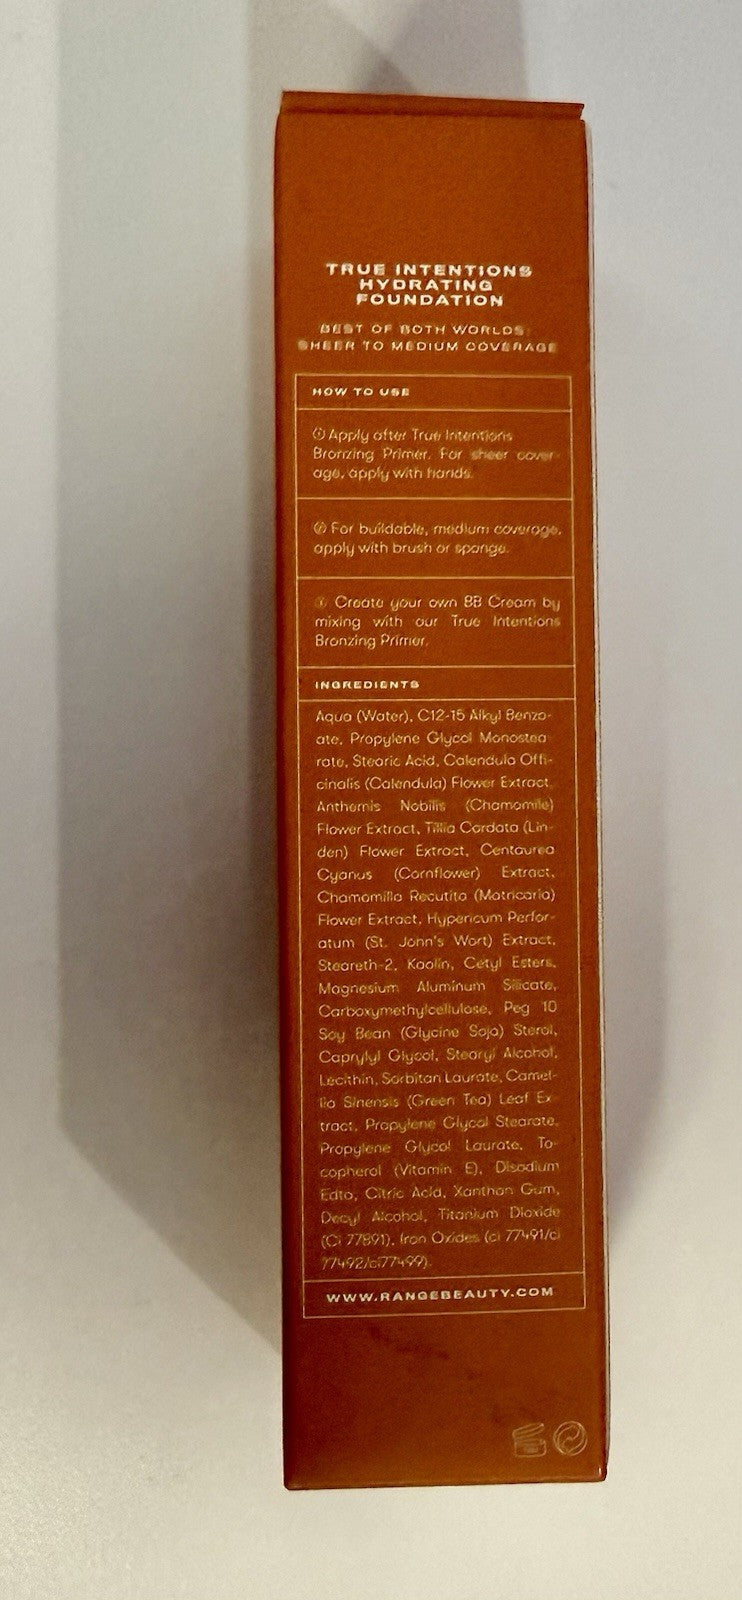 TRUE INTENTIONS
HYDRATING
FOUNDATION
BEST OF BOTH WORLDS:
SHEER TO MEDIUM COVERAGE
HOW TO USE
① Apply after True Intentions
Bronzing Primer. For sheer cover-
age, apply with hands.
② For buildable, medium coverage,
apply with brush or sponge.
Create your own BB Cream by
mixing with our True Intentions
Bronzing Primer.
INGREDIENTS
Aqua (Water), C12-15 Alkyl Benzo-
ate, Propylene Glycol Monostea-
rate, Stearic Acid, Calendula Offi-
cinalis (Calendula) Flower Extract,
Anthemis Nobilis (Chamomile)
Flower Extract, Tillia Cordata (Lin-
den) Flower Extract, Centaurea
Cyanus (Cornflower) Extract,
Chamomilla Recutita (Matricaria)
Flower Extract, Hypericum Perfor-
atum (St. John's Wort) Extract,
Steareth-2, Kaolin, Cetyl Esters,
Magnesium Aluminum Silicate,
Carboxymethylcellulose, Peg 10
Soy Bean (Glycine Soja) Sterol,
Caprylyl Glycol, Stearyl Alcohol,
Lecithin, Sorbitan Laurate, Camel-
lia Sinensis (Green Tea) Leaf Ex-
tract, Propylene Glycol Stearate,
Propylene Glycol Laurate, To-
copherol (Vitamin E), Disodium
Edta, Citric Acid, Xanthan Gum,
Decyl Alcohol, Titanium Dioxide
(Ci 77891), Iron Oxides (ci 77491/ci
77492/ci77499).
WWW.RANGEBEAUTY.COM